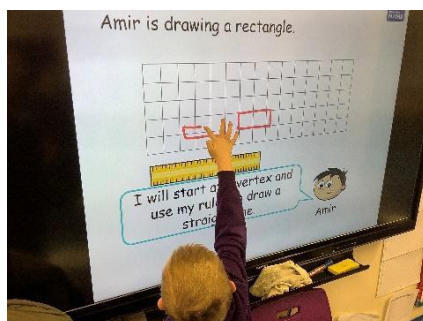 Amir is drawing a rectangle.
I will start a vertex and
use my draw a
Amir